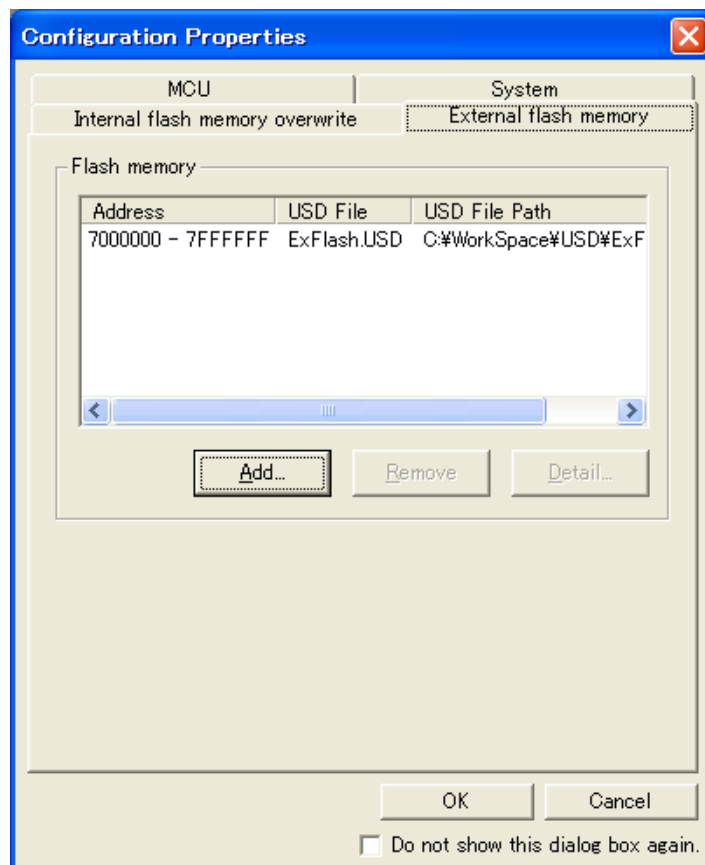 Configuration Properties
MCU System
Internal flash memory overwrite External flash memory
Flash memory
Address USD File USD File Path
7000000 - 7FFFFFF ExFlash.USD C:¥WorkSpace¥USD¥ExF
Add... Remove Detail...
OK Cancel
Do not show this dialog box again.